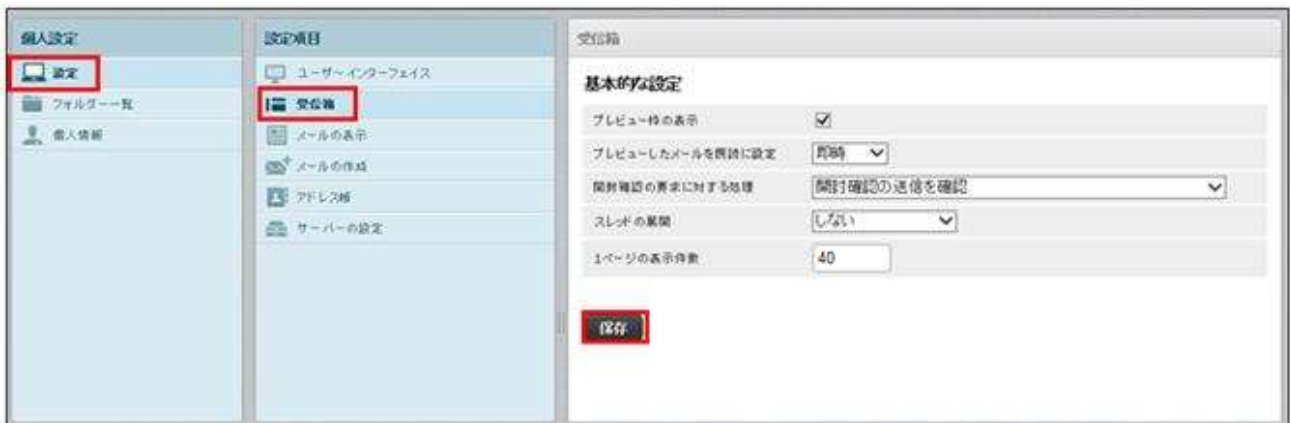 個人設定
設定
フォルダー一覧
個人情報
設定項目
ユーザーインターフェイス
受信箱
メールの表示
メールの作成
アドレス帳
サーバーの設定
受信箱
基本的な設定
プレビュー枠の表示
プレビューしたメールを既読に設定 即時
開封確認の要求に対する処理 開封確認の送信を確認
スレッドの展開 しない
1ページの表示件数 40
保存